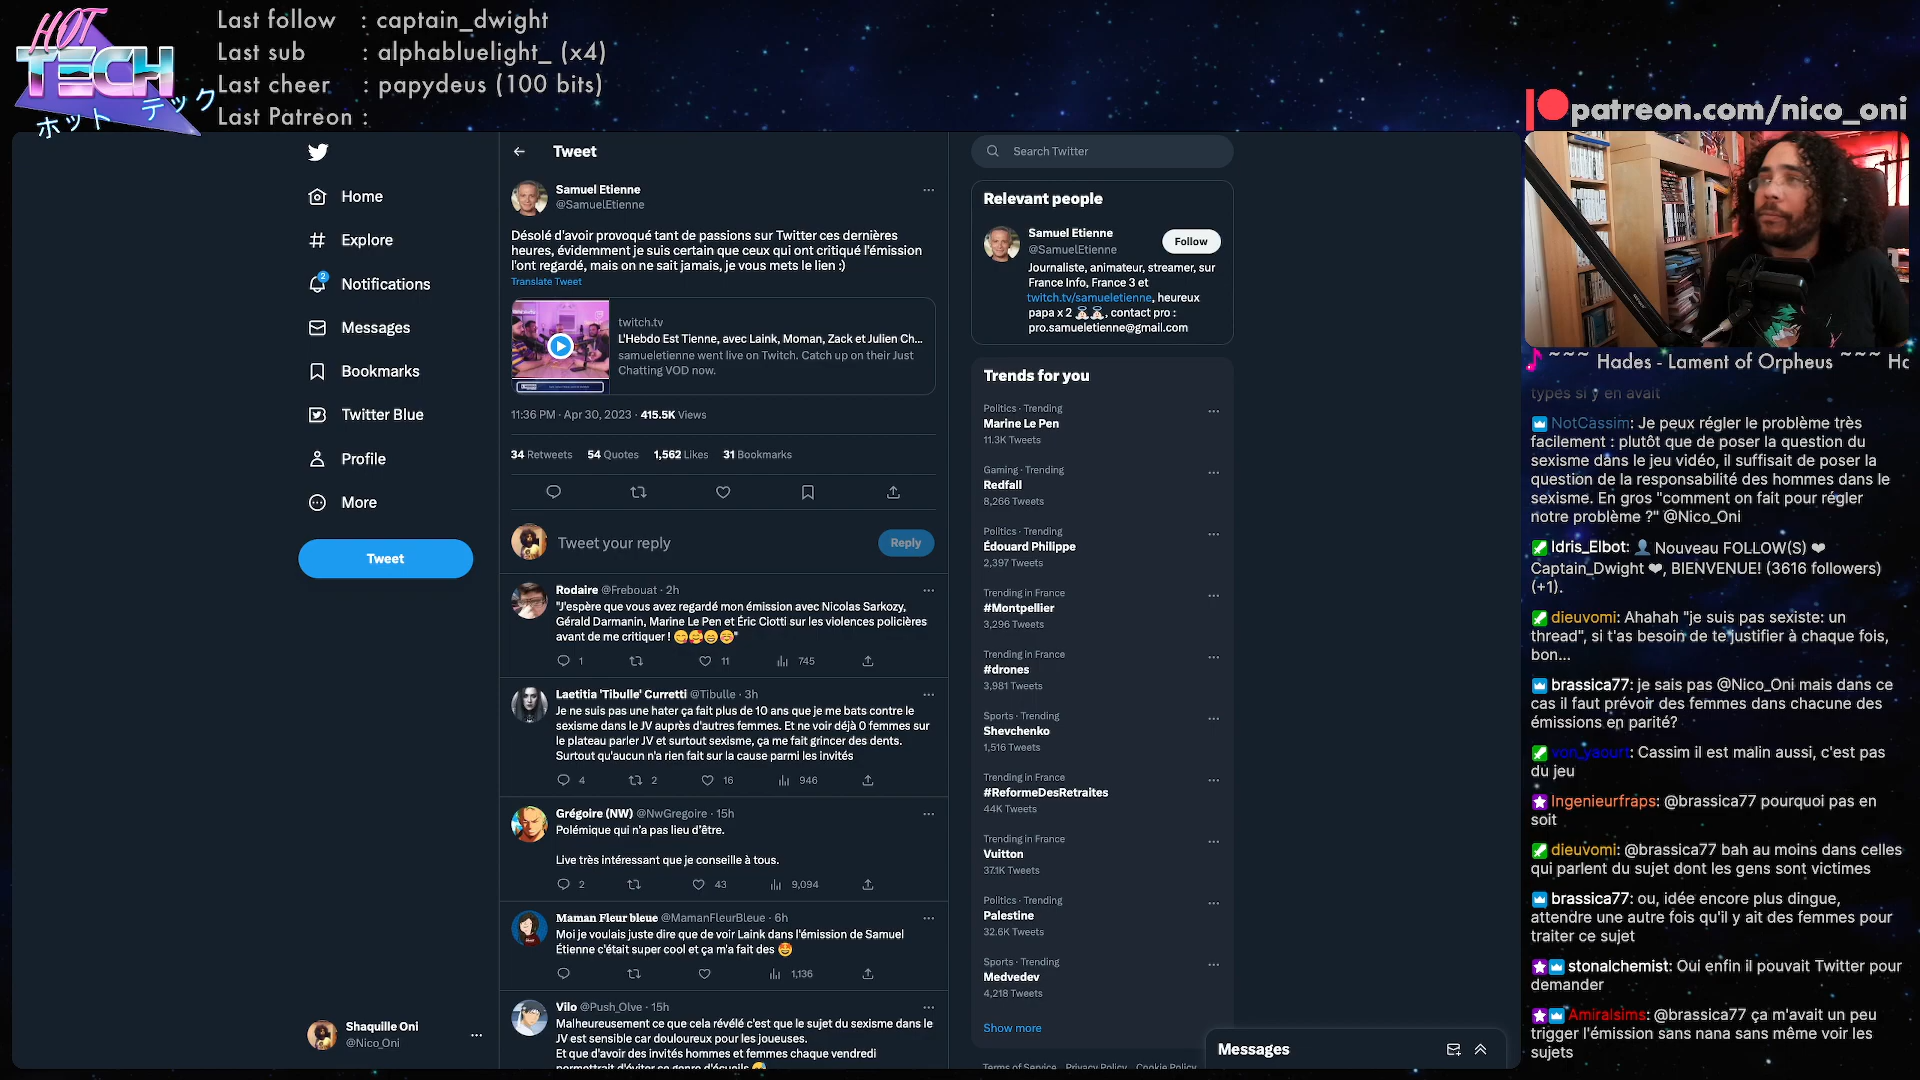 HOT
TECH
ホット テック
Last follow : captain_dwight
Last sub : alphabluelight_ (x4)
Last cheer : papydeus (100 bits)
Last Patreon :
patreon.com/nico_oni
Home
Explore
2
Notifications
Messages
Bookmarks
Twitter Blue
Profile
More
Tweet
Shaquille Oni
@Nico_Oni
Tweet
Samuel Etienne
@SamuelEtienne
Désolé d'avoir provoqué tant de passions sur Twitter ces dernières
heures, évidemment je suis certain que ceux qui ont critiqué l'émission
l'ont regardé, mais on ne sait jamais, je vous mets le lien :)
Translate Tweet
twitch.tv
L'Hebdo Est Tienne, avec Laink, Moman, Zack et Julien Ch...
samueletienne went live on Twitch. Catch up on their Just
Chatting VOD now.
11:36 PM · Apr 30, 2023 · 415.5K Views
34 Retweets 54 Quotes 1,562 Likes 31 Bookmarks
Tweet your reply
Reply
Rodaire @Frebouat · 2h
"J'espère que vous avez regardé mon émission avec Nicolas Sarkozy,
Gérald Darmanin, Marine Le Pen et Éric Ciotti sur les violences policières
avant de me critiquer ! 😋🥰😄☺️"
1 11 745
Laetitia 'Tibulle' Curretti @Tibulle · 3h
Je ne suis pas une hater ça fait plus de 10 ans que je me bats contre le
sexisme dans le JV auprès d'autres femmes. Et ne voir déjà 0 femmes sur
le plateau parler JV et surtout sexisme, ça me fait grincer des dents.
Surtout qu'aucun n'a rien fait sur la cause parmi les invités
4 2 16 946
Grégoire (NW) @NwGregoire · 15h
Polémique qui n'a pas lieu d'être.
Live très intéressant que je conseille à tous.
2 43 9,094
Maman Fleur bleue @MamanFleurBleue · 6h
Moi je voulais juste dire que de voir Laink dans l'émission de Samuel
Étienne c'était super cool et ça m'a fait des 🤩
1,136
Vilo @Push_Olve · 15h
Malheureusement ce que cela révélé c'est que le sujet du sexisme dans le
JV est sensible car douloureux pour les joueuses.
Et que d'avoir des invités hommes et femmes chaque vendredi
permettrait d'éviter ce genre d'écueils
Search Twitter
Relevant people
Samuel Etienne
@SamuelEtienne
Follow
Journaliste, animateur, streamer, sur
France Info, France 3 et
twitch.tv/samueletienne, heureux
papa x 2 👼👼, contact pro :
pro.samueletienne@gmail.com
Trends for you
Politics · Trending
Marine Le Pen
11.3K Tweets
Gaming · Trending
Redfall
8,266 Tweets
Politics · Trending
Édouard Philippe
2,397 Tweets
Trending in France
#Montpellier
3,296 Tweets
Trending in France
#drones
3,981 Tweets
Sports · Trending
Shevchenko
1,516 Tweets
Trending in France
#ReformeDesRetraites
44K Tweets
Trending in France
Vuitton
37.1K Tweets
Politics · Trending
Palestine
32.6K Tweets
Sports · Trending
Medvedev
4,218 Tweets
Show more
Terms of Service Privacy Policy Cookie Policy
Messages
~~~ Hades - Lament of Orpheus ~~~ Ha
types si y en avait
NotCassim: Je peux régler le problème très
facilement : plutôt que de poser la question du
sexisme dans le jeu vidéo, il suffisait de poser la
question de la responsabilité des hommes dans le
sexisme. En gros "comment on fait pour régler
notre problème ?" @Nico_Oni
Idris_Elbot: 👤 Nouveau FOLLOW(S) ❤
Captain_Dwight ❤, BIENVENUE! (3616 followers)
(+1).
dieuvomi: Ahahah "je suis pas sexiste: un
thread", si t'as besoin de te justifier à chaque fois,
bon...
brassica77: je sais pas @Nico_Oni mais dans ce
cas il faut prévoir des femmes dans chacune des
émissions en parité?
von_yaourt: Cassim il est malin aussi, c'est pas
du jeu
Ingenieurfraps: @brassica77 pourquoi pas en
soit
dieuvomi: @brassica77 bah au moins dans celles
qui parlent du sujet dont les gens sont victimes
brassica77: ou, idée encore plus dingue,
attendre une autre fois qu'il y ait des femmes pour
traiter ce sujet
stonalchemist: Oui enfin il pouvait Twitter pour
demander
Amiralsims: @brassica77 ça m'avait un peu
trigger l'émission sans nana sans même voir les
sujets